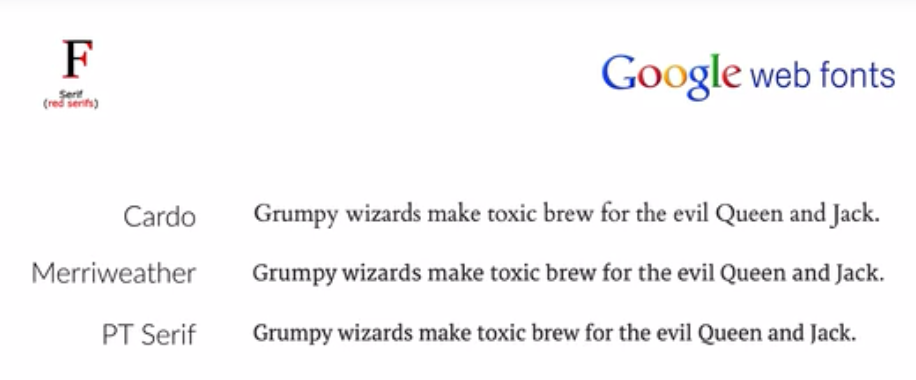 F
Serif
(red serifs)
Google web fonts
Cardo Grumpy wizards make toxic brew for the evil Queen and Jack.
Merriweather Grumpy wizards make toxic brew for the evil Queen and Jack.
PT Serif Grumpy wizards make toxic brew for the evil Queen and Jack.